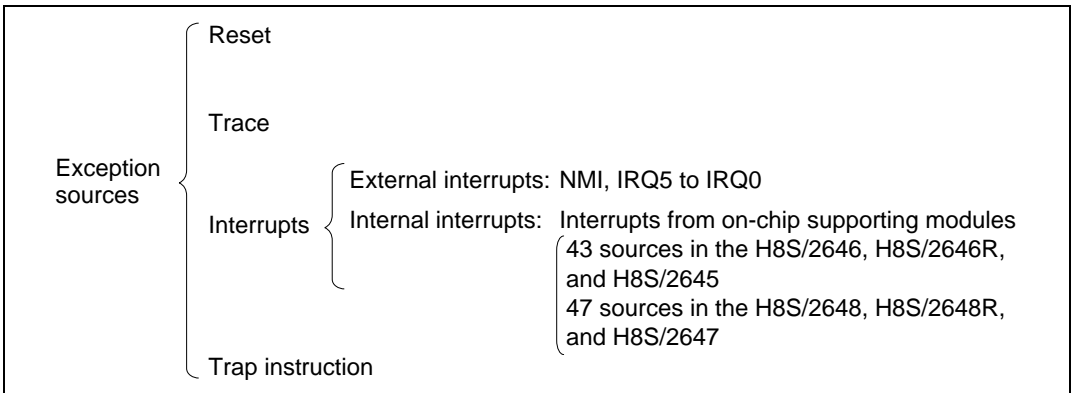 Reset
Trace
Exception
sources
Interrupts
External interrupts: NMI, IRQ5 to IRQ0
Internal interrupts: Interrupts from on-chip supporting modules
43 sources in the H8S/2646, H8S/2646R,
and H8S/2645
47 sources in the H8S/2648, H8S/2648R,
and H8S/2647
Trap instruction